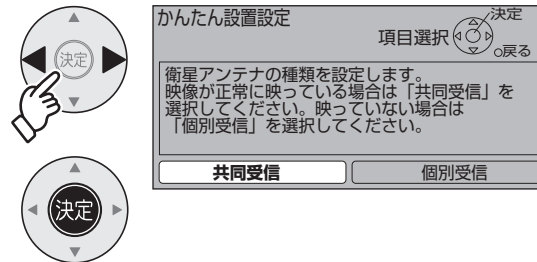 決定
決定
かんたん設置設定
決定
項目選択
戻る
衛星アンテナの種類を設定します。
映像が正常に映っている場合は「共同受信」を
選択してください。映っていない場合は
「個別受信」を選択してください。
共同受信
個別受信